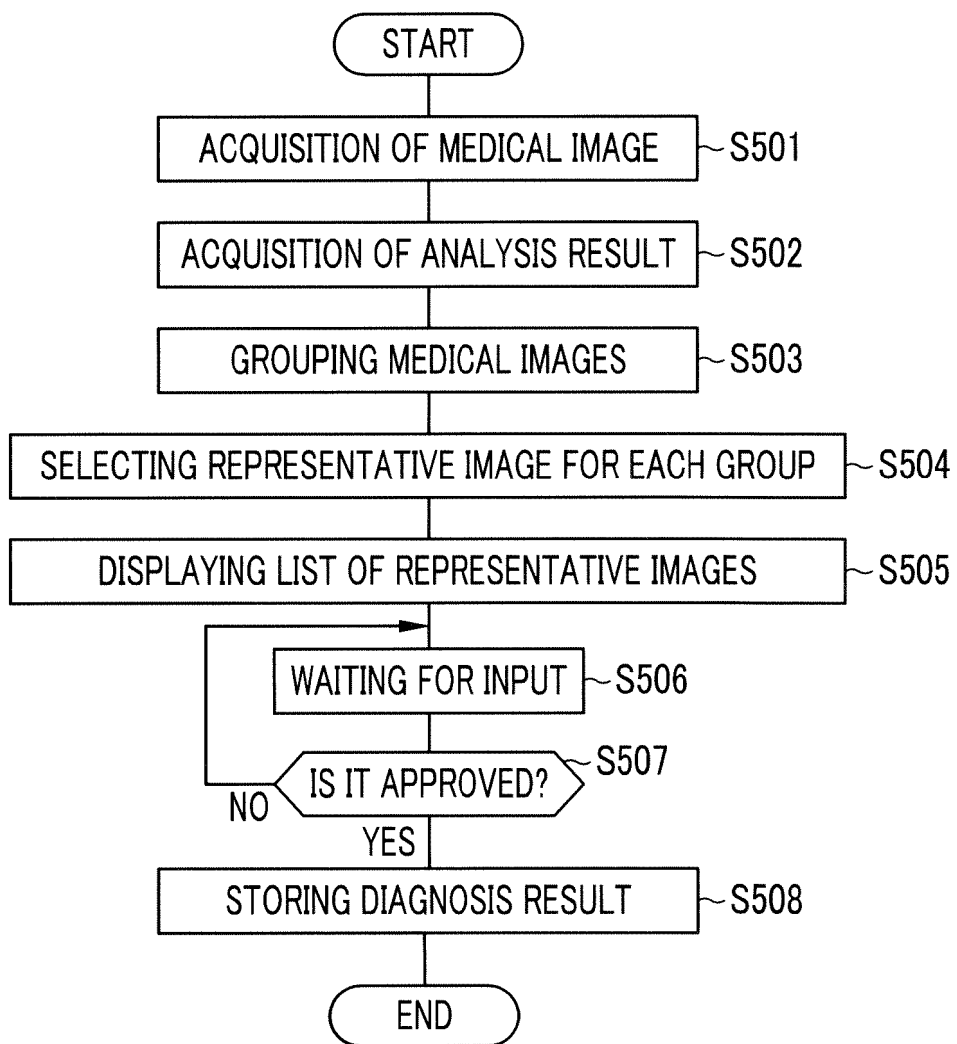 START
ACQUISITION OF MEDICAL IMAGE
S501
ACQUISITION OF ANALYSIS RESULT
S502
GROUPING MEDICAL IMAGES
S503
SELECTING REPRESENTATIVE IMAGE FOR EACH GROUP
S504
DISPLAYING LIST OF REPRESENTATIVE IMAGES
S505
WAITING FOR INPUT
S506
IS IT APPROVED?
S507
NO
YES
STORING DIAGNOSIS RESULT
S508
END